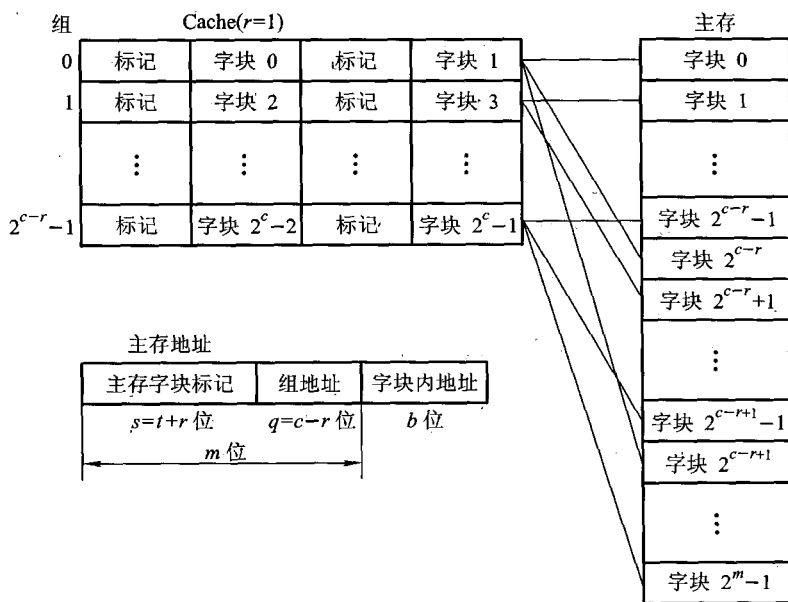 组 Cache(r=1) 主存
0 标记 字块 0 标记 字块 1 字块 0
1 标记 字块 2 标记 字块 3 字块 1
⋮ ⋮ ⋮ ⋮ ⋮
2^{c-r}-1 标记 字块 2^c-2 标记 字块 2^c-1 字块 2^{c-r}-1
字块 2^{c-r}
字块 2^{c-r}+1
⋮
主存地址
主存字块标记 组地址 字块内地址
s=t+r 位 q=c-r 位 b 位
m 位
字块 2^{c-r+1}-1
字块 2^{c-r+1}
⋮
字块 2^m-1